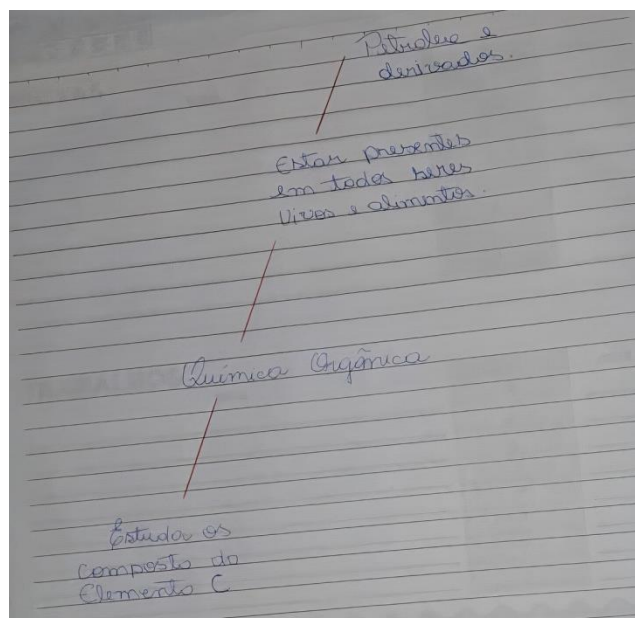 Petroleo e
derivados.
Estar presentes
em todos seres
vivos e alimentos.
Química Orgânica
Estuda os
composto do
Elemento C